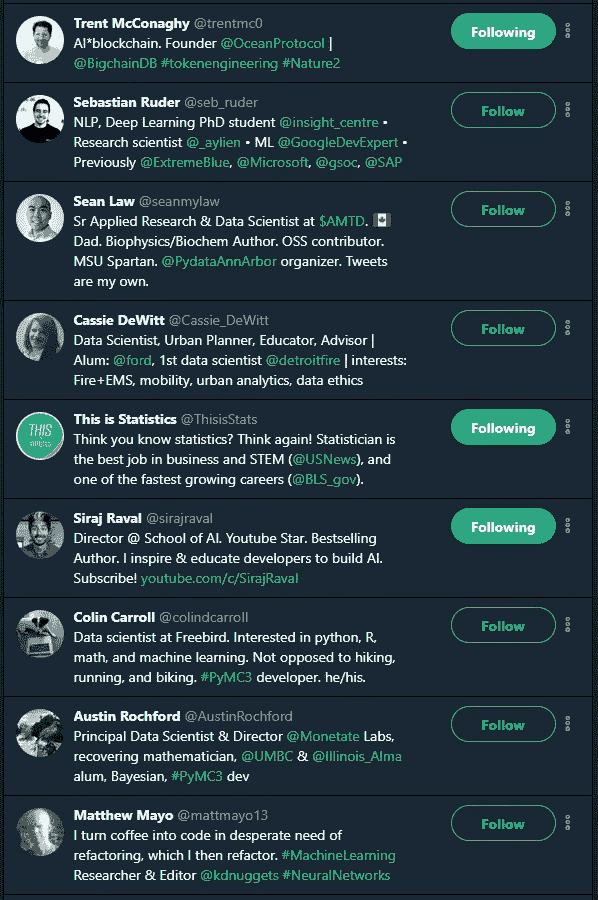 Trent McConaghy @trentmc0
Following
AI*blockchain. Founder @OceanProtocol |
@BigchainDB #tokenengineering #Nature2
Sebastian Ruder @seb_ruder
Follow
NLP, Deep Learning PhD student @insight_centre •
Research scientist @_aylien • ML @GoogleDevExpert •
Previously @ExtremeBlue, @Microsoft, @gsoc, @SAP
Sean Law @seanmylaw
Follow
Sr Applied Research & Data Scientist at $AMTD. 🇨🇦
Dad. Biophysics/Biochem Author. OSS contributor.
MSU Spartan. @PydataAnnArbor organizer. Tweets
are my own.
Cassie DeWitt @Cassie_DeWitt
Follow
Data Scientist, Urban Planner, Educator, Advisor |
Alum: @ford, 1st data scientist @detroitfire | interests:
Fire+EMS, mobility, urban analytics, data ethics
This is Statistics @ThisisStats
Following
THIS
Think you know statistics? Think again! Statistician is
the best job in business and STEM (@USNews), and
one of the fastest growing careers (@BLS_gov).
Siraj Raval @sirajraval
Following
Director @ School of AI. Youtube Star. Bestselling
Author. I inspire & educate developers to build AI.
Subscribe! youtube.com/c/SirajRaval
Colin Carroll @colindcarroll
Follow
Data scientist at Freebird. Interested in python, R,
math, and machine learning. Not opposed to hiking,
running, and biking. #PyMC3 developer. he/his.
Austin Rochford @AustinRochford
Follow
Principal Data Scientist & Director @Monetate Labs,
recovering mathematician, @UMBC & @Illinois_Alma
alum, Bayesian, #PyMC3 dev
Matthew Mayo @mattmayo13
Follow
I turn coffee into code in desperate need of
refactoring, which I then refactor. #MachineLearning
Researcher & Editor @kdnuggets #NeuralNetworks